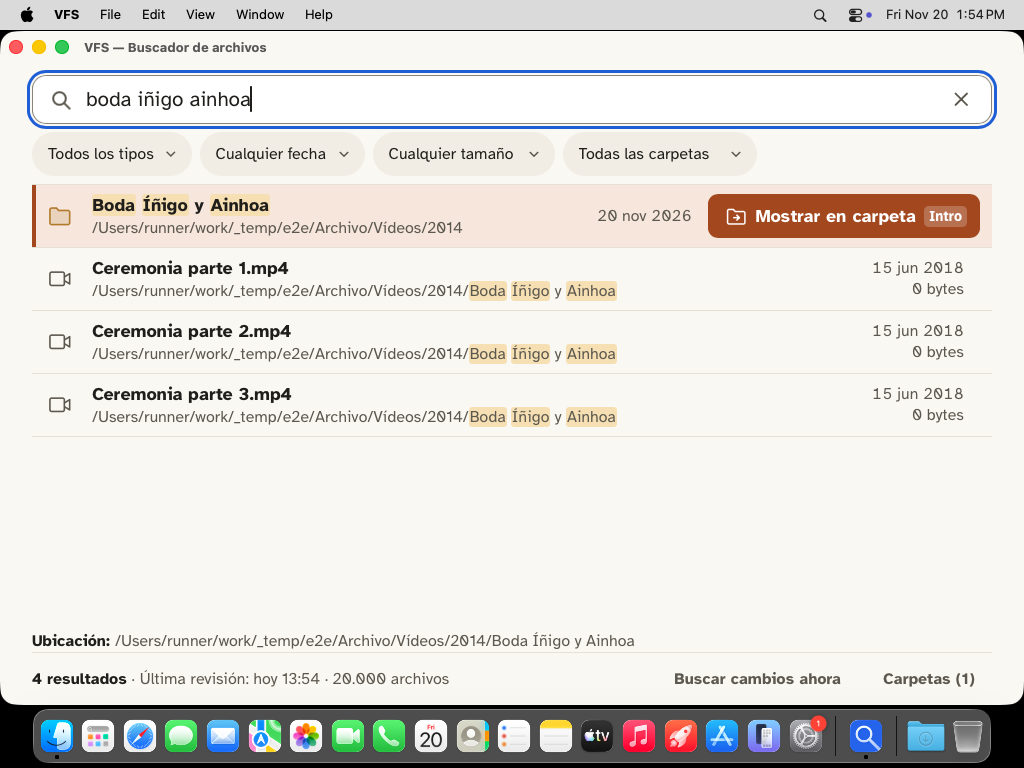 VFS File Edit View Window Help Fri Nov 20 1:54 PM
VFS — Buscador de archivos
boda iñigo ainhoa
Todos los tipos Cualquier fecha Cualquier tamaño Todas las carpetas
Boda Íñigo y Ainhoa
/Users/runner/work/_temp/e2e/Archivo/Vídeos/2014
20 nov 2026
Mostrar en carpeta Intro
Ceremonia parte 1.mp4
/Users/runner/work/_temp/e2e/Archivo/Vídeos/2014/Boda Íñigo y Ainhoa
15 jun 2018
0 bytes
Ceremonia parte 2.mp4
/Users/runner/work/_temp/e2e/Archivo/Vídeos/2014/Boda Íñigo y Ainhoa
15 jun 2018
0 bytes
Ceremonia parte 3.mp4
/Users/runner/work/_temp/e2e/Archivo/Vídeos/2014/Boda Íñigo y Ainhoa
15 jun 2018
0 bytes
Ubicación: /Users/runner/work/_temp/e2e/Archivo/Vídeos/2014/Boda Íñigo y Ainhoa
4 resultados · Última revisión: hoy 13:54 · 20.000 archivos
Buscar cambios ahora Carpetas (1)
Fri
20
tv
1